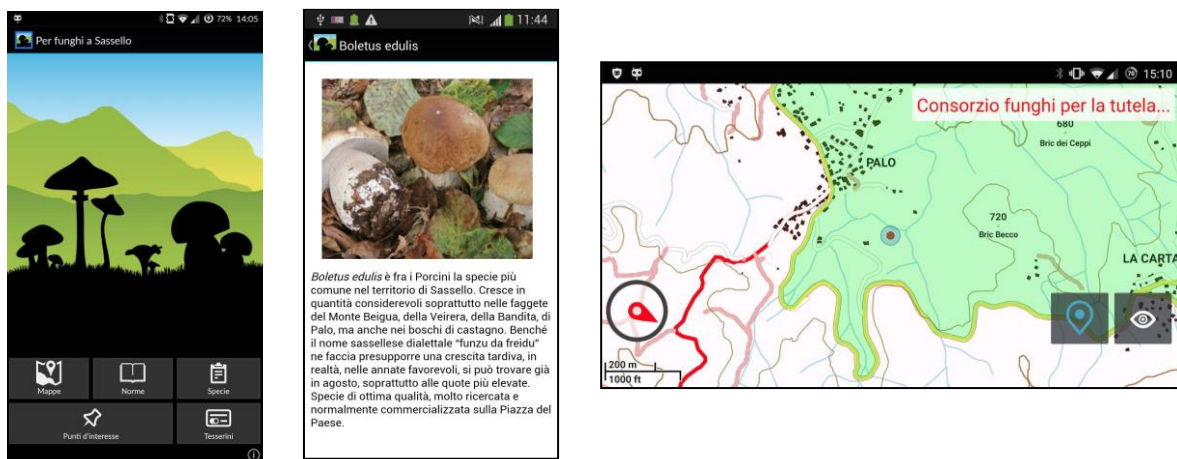 72% 14:05
Per funghi a Sassello
Mappe
Norme
Specie
Punti d'interesse
Tesserini
11:44
Boletus edulis
Boletus edulis è fra i Porcini la specie più
comune nel territorio di Sassello. Cresce in
quantità considerevoli soprattutto nelle faggete
del Monte Beigua, della Veirera, della Bandita, di
Palo, ma anche nei boschi di castagno. Benché
il nome sassellese dialettale "funzu da freidu"
ne faccia presupporre una crescita tardiva, in
realtà, nelle annate favorevoli, si può trovare già
in agosto, soprattutto alle quote più elevate.
Specie di ottima qualità, molto ricercata e
normalmente commercializzata sulla Piazza del
Paese.
78 15:10
Consorzio funghi per la tutela...
680
Bric dei Ceppi
PALO
720
Bric Becco
LA CARTA
200 m
1000 ft